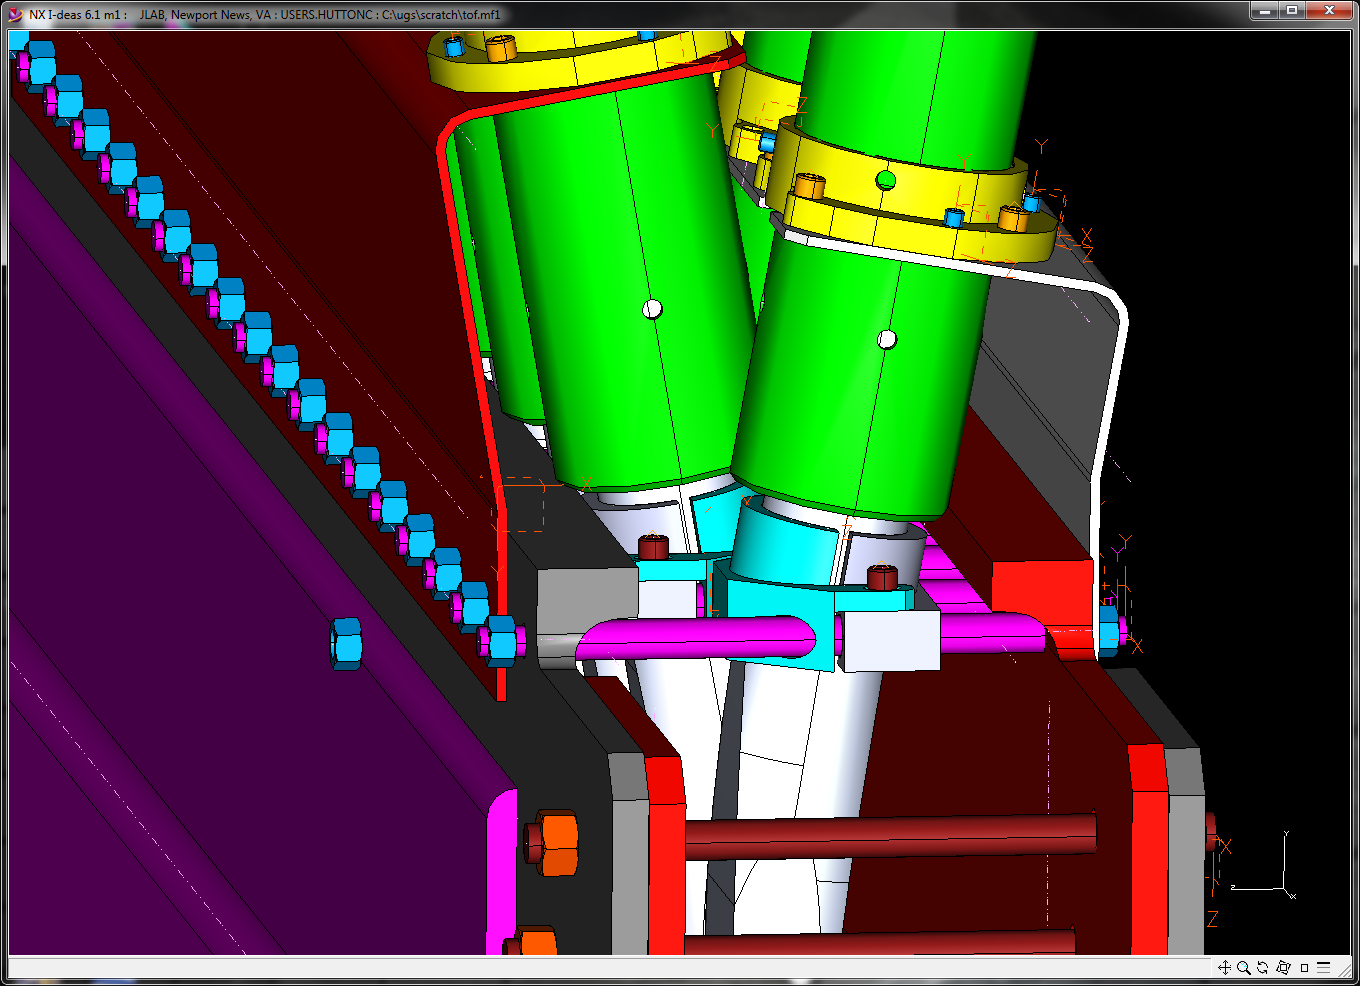 NX I-deas 6.1 m1 : JLAB, Newport News, VA : USERS.HUTTONC : C:\ugs\scratch\tof.mf1
Z
Y
Y
Y
X
Z
Z
X
Y
Y
X
X
Z
Y
Z
X